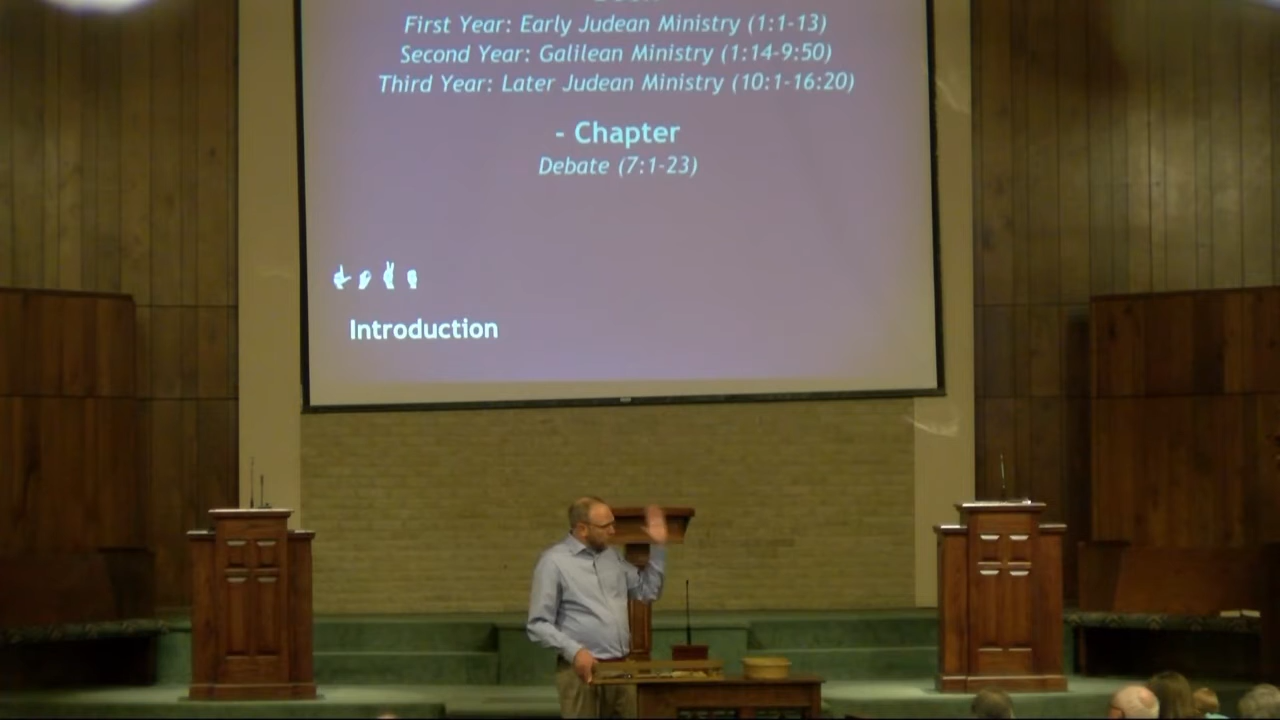 First Year: Early Judean Ministry (1:1-13)
Second Year: Galilean Ministry (1:14-9:50)
Third Year: Later Judean Ministry (10:1-16:20)
- Chapter
Debate (7:1-23)
Introduction